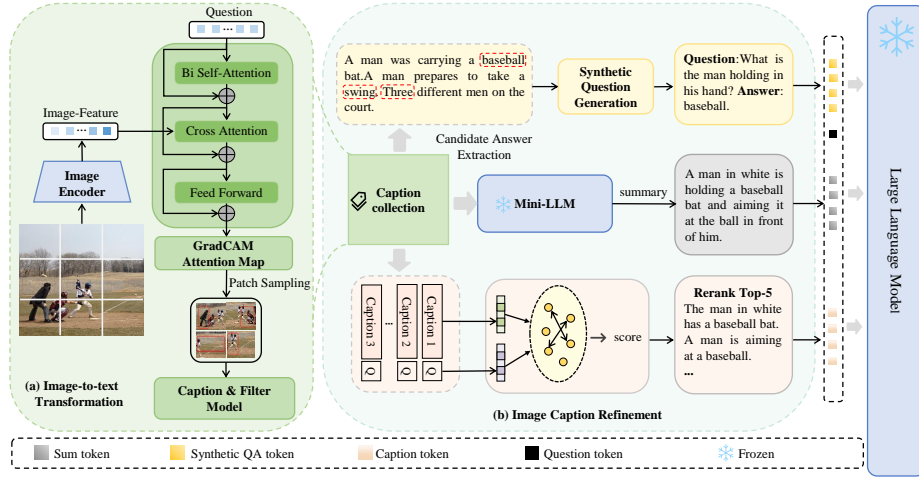 Question
Bi Self-Attention
Image-Feature
Cross Attention
Image
Encoder
Feed Forward
GradCAM
Attention Map
Patch Sampling
(a) Image-to-text
Transformation
Caption & Filter
Model
A man was carrying a baseball
bat.A man prepares to take a
swing. Three different men on the
court.
Synthetic
Question
Generation
Question:What is
the man holding in
his hand? Answer:
baseball.
Candidate Answer
Extraction
Caption
collection
Mini-LLM
summary
A man in white is
holding a baseball
bat and aiming it
at the ball in front
of him.
Caption 3
...
Caption 2
Caption 1
Q
Q
Q
score
Rerank Top-5
The man in white
has a baseball bat.
A man is aiming
at a baseball.
...
(b) Image Caption Refinement
Large Language Model
Sum token
Synthetic QA token
Caption token
Question token
Frozen